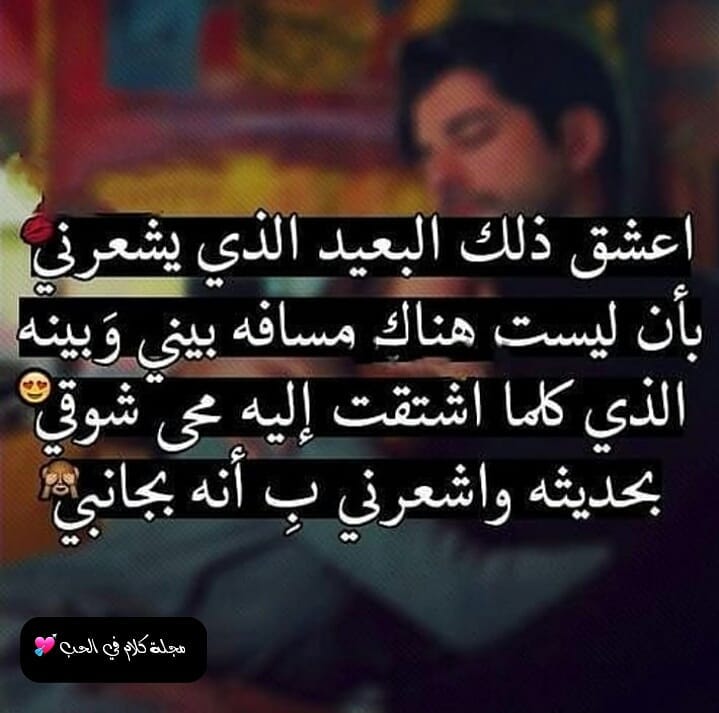 اعشق ذلك البعيد الذي يشعرني💋
بأن ليست هناك مسافه بيني وَبينه
الذي كلما اشتقت إليه محى شوقي😍
بحديثه واشعرني بِ أنه بجانبي🙈
مجلة كلام في الحب 💘